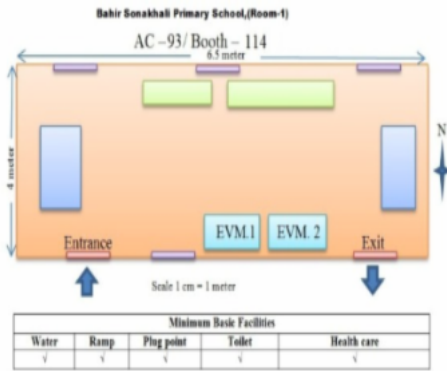 Bahir Sonakhali Primary School,(Room-1)
AC –93/ Booth – 114
6.5 meter
4 meter
N
EVM.1
EVM. 2
Entrance
Exit
Scale 1 cm = 1 meter
Minimum Basic Facilities
Water Ramp Plug point Toilet Health care
√ √ √ √ √